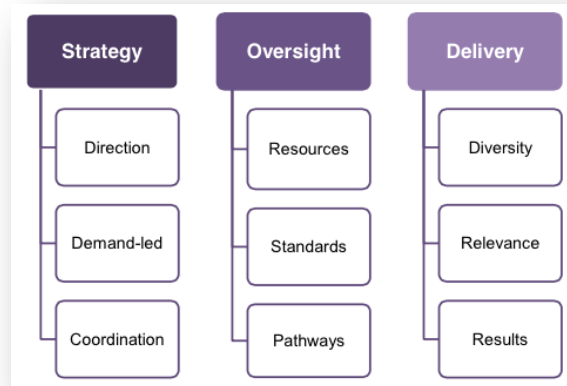 Strategy
Direction
Demand-led
Coordination
Oversight
Resources
Standards
Pathways
Delivery
Diversity
Relevance
Results